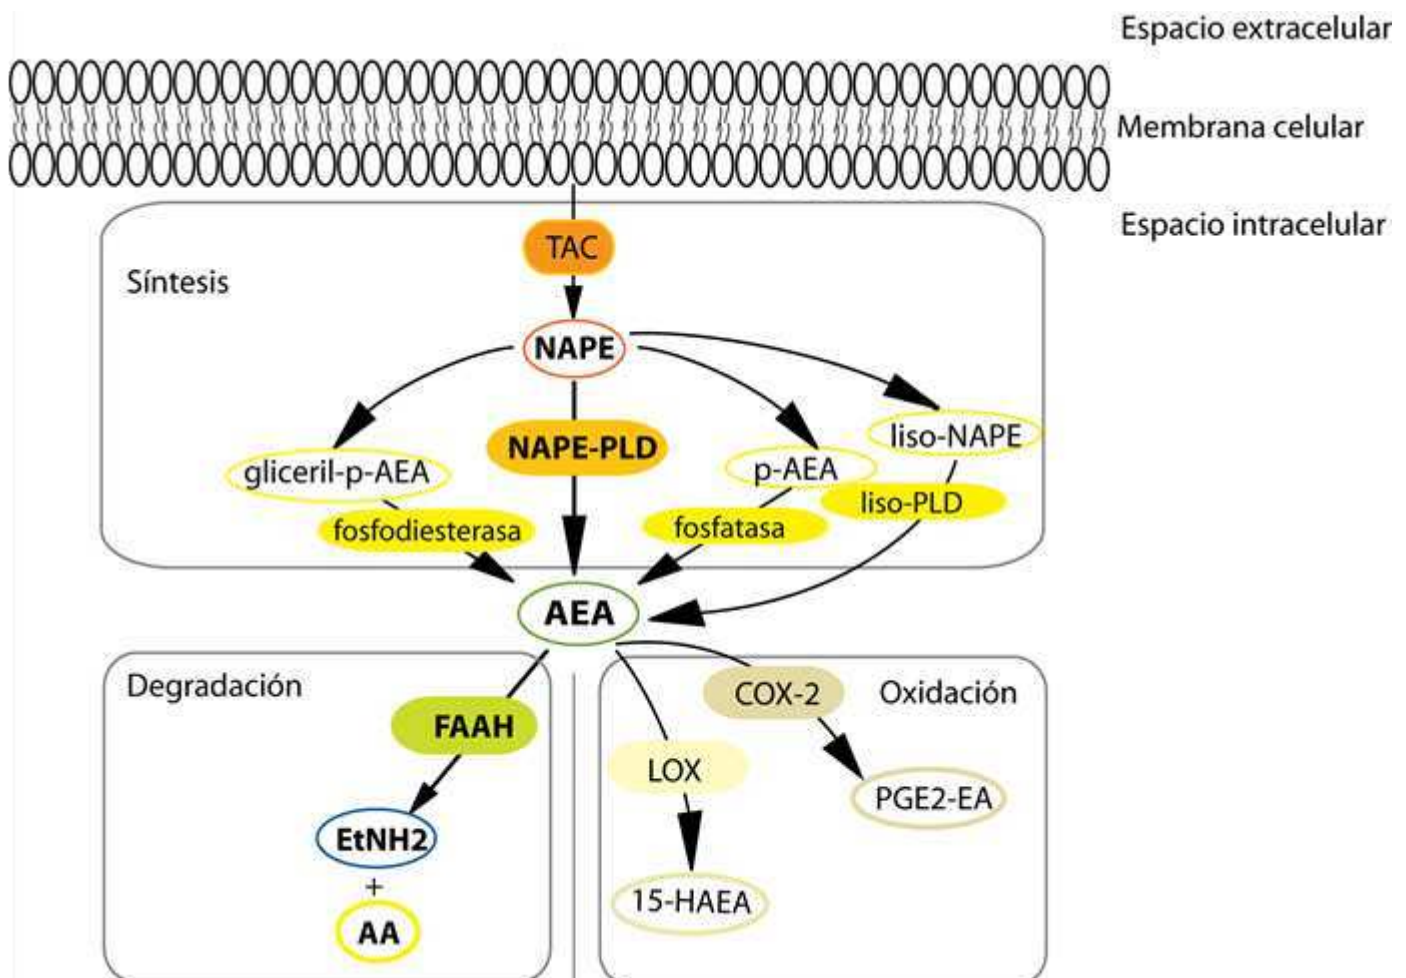 Espacio extracelular
Membrana celular
Espacio intracelular
TAC
Síntesis
NAPE
liso-NAPE
NAPE-PLD
gliceril-p-AEA
p-AEA
liso-PLD
fosfodiesterasa
fosfatasa
AEA
Degradación
COX-2
Oxidación
FAAH
LOX
PGE2-EA
EtNH2
+
15-HAEA
AA